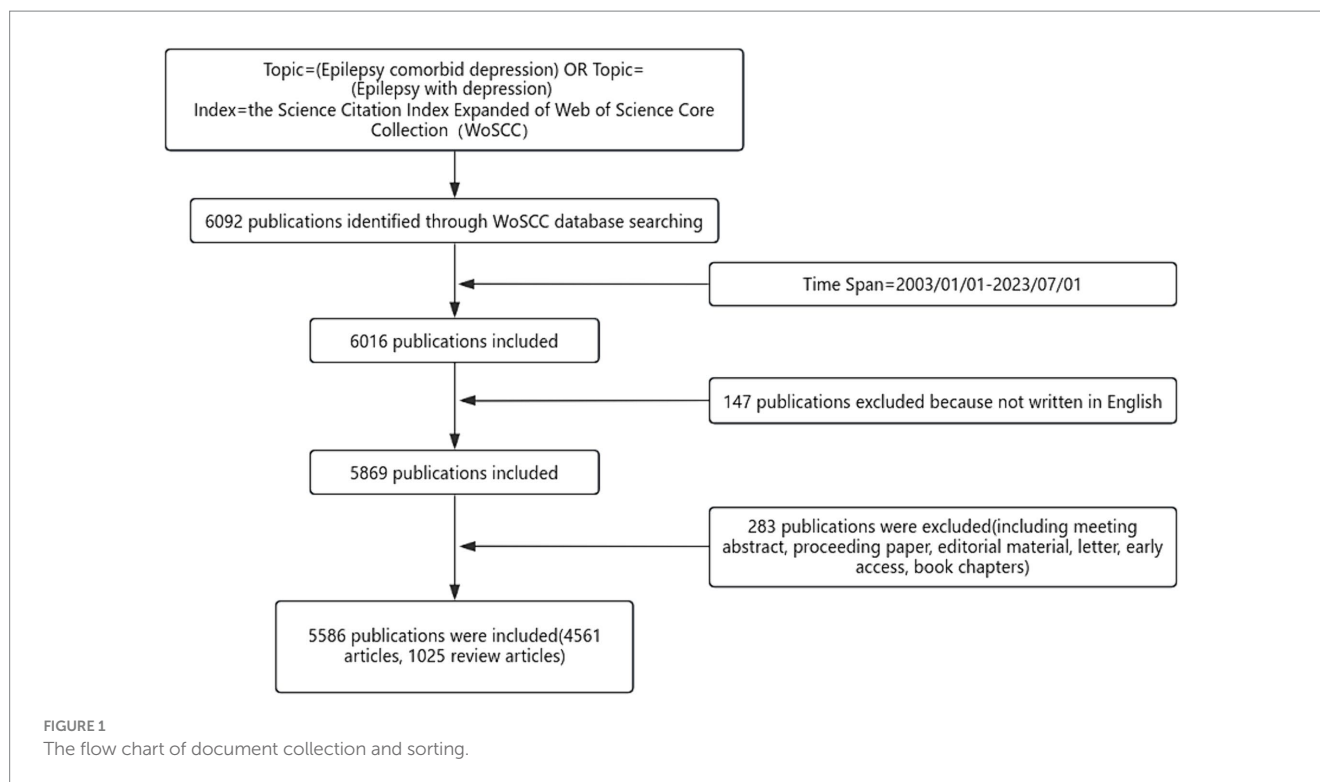 Topic=(Epilepsy comorbid depression) OR Topic=
(Epilepsy with depression)
Index=the Science Citation Index Expanded of Web of Science Core
Collection（WoSCC）
6092 publications identified through WoSCC database searching
Time Span=2003/01/01-2023/07/01
6016 publications included
147 publications excluded because not written in English
5869 publications included
283 publications were excluded(including meeting
abstract, proceeding paper, editorial material, letter, early
access, book chapters)
5586 publications were included(4561
articles, 1025 review articles)
FIGURE 1
The flow chart of document collection and sorting.